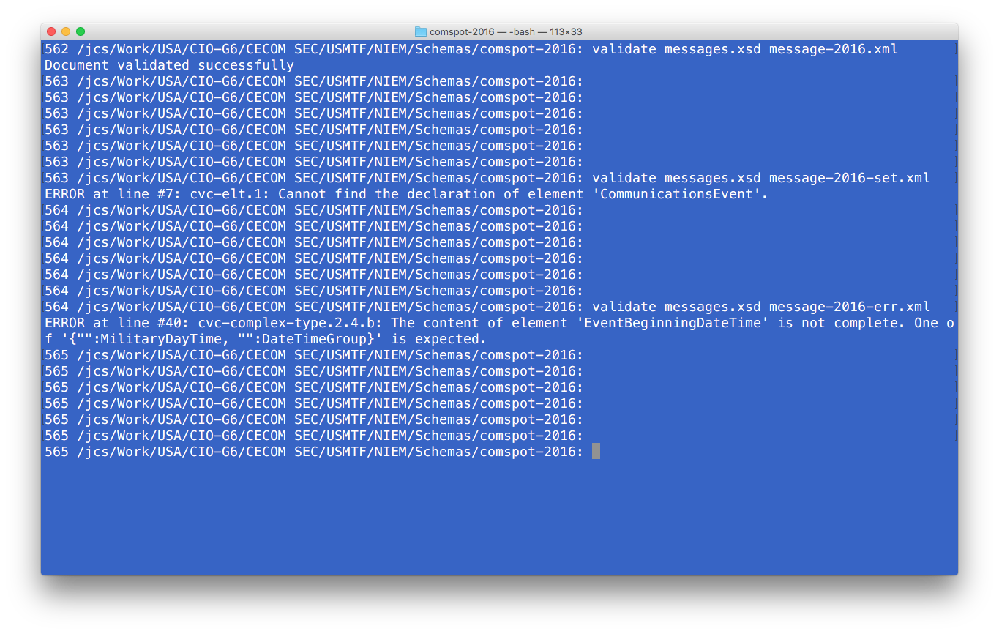 comspot-2016 — -bash — 113×33
562 /jcs/Work/USA/CIO-G6/CECOM SEC/USMTF/NIEM/Schemas/comspot-2016: validate messages.xsd message-2016.xml
Document validated successfully
563 /jcs/Work/USA/CIO-G6/CECOM SEC/USMTF/NIEM/Schemas/comspot-2016:
563 /jcs/Work/USA/CIO-G6/CECOM SEC/USMTF/NIEM/Schemas/comspot-2016:
563 /jcs/Work/USA/CIO-G6/CECOM SEC/USMTF/NIEM/Schemas/comspot-2016:
563 /jcs/Work/USA/CIO-G6/CECOM SEC/USMTF/NIEM/Schemas/comspot-2016:
563 /jcs/Work/USA/CIO-G6/CECOM SEC/USMTF/NIEM/Schemas/comspot-2016:
563 /jcs/Work/USA/CIO-G6/CECOM SEC/USMTF/NIEM/Schemas/comspot-2016:
563 /jcs/Work/USA/CIO-G6/CECOM SEC/USMTF/NIEM/Schemas/comspot-2016: validate messages.xsd message-2016-set.xml
ERROR at line #7: cvc-elt.1: Cannot find the declaration of element 'CommunicationsEvent'.
564 /jcs/Work/USA/CIO-G6/CECOM SEC/USMTF/NIEM/Schemas/comspot-2016:
564 /jcs/Work/USA/CIO-G6/CECOM SEC/USMTF/NIEM/Schemas/comspot-2016:
564 /jcs/Work/USA/CIO-G6/CECOM SEC/USMTF/NIEM/Schemas/comspot-2016:
564 /jcs/Work/USA/CIO-G6/CECOM SEC/USMTF/NIEM/Schemas/comspot-2016:
564 /jcs/Work/USA/CIO-G6/CECOM SEC/USMTF/NIEM/Schemas/comspot-2016:
564 /jcs/Work/USA/CIO-G6/CECOM SEC/USMTF/NIEM/Schemas/comspot-2016:
564 /jcs/Work/USA/CIO-G6/CECOM SEC/USMTF/NIEM/Schemas/comspot-2016: validate messages.xsd message-2016-err.xml
ERROR at line #40: cvc-complex-type.2.4.b: The content of element 'EventBeginningDateTime' is not complete. One o
f '{"":MilitaryDayTime, "":DateTimeGroup}' is expected.
565 /jcs/Work/USA/CIO-G6/CECOM SEC/USMTF/NIEM/Schemas/comspot-2016:
565 /jcs/Work/USA/CIO-G6/CECOM SEC/USMTF/NIEM/Schemas/comspot-2016:
565 /jcs/Work/USA/CIO-G6/CECOM SEC/USMTF/NIEM/Schemas/comspot-2016:
565 /jcs/Work/USA/CIO-G6/CECOM SEC/USMTF/NIEM/Schemas/comspot-2016:
565 /jcs/Work/USA/CIO-G6/CECOM SEC/USMTF/NIEM/Schemas/comspot-2016:
565 /jcs/Work/USA/CIO-G6/CECOM SEC/USMTF/NIEM/Schemas/comspot-2016:
565 /jcs/Work/USA/CIO-G6/CECOM SEC/USMTF/NIEM/Schemas/comspot-2016: